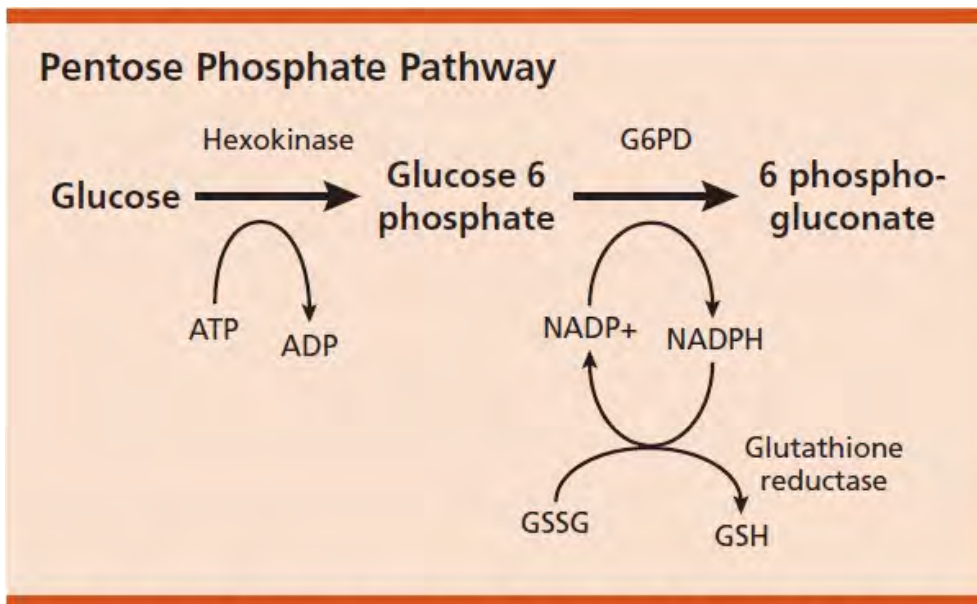 Pentose Phosphate Pathway
Hexokinase
G6PD
Glucose
Glucose 6
phosphate
6 phospho-
gluconate
ATP
ADP
NADP+
NADPH
Glutathione
reductase
GSSG
GSH